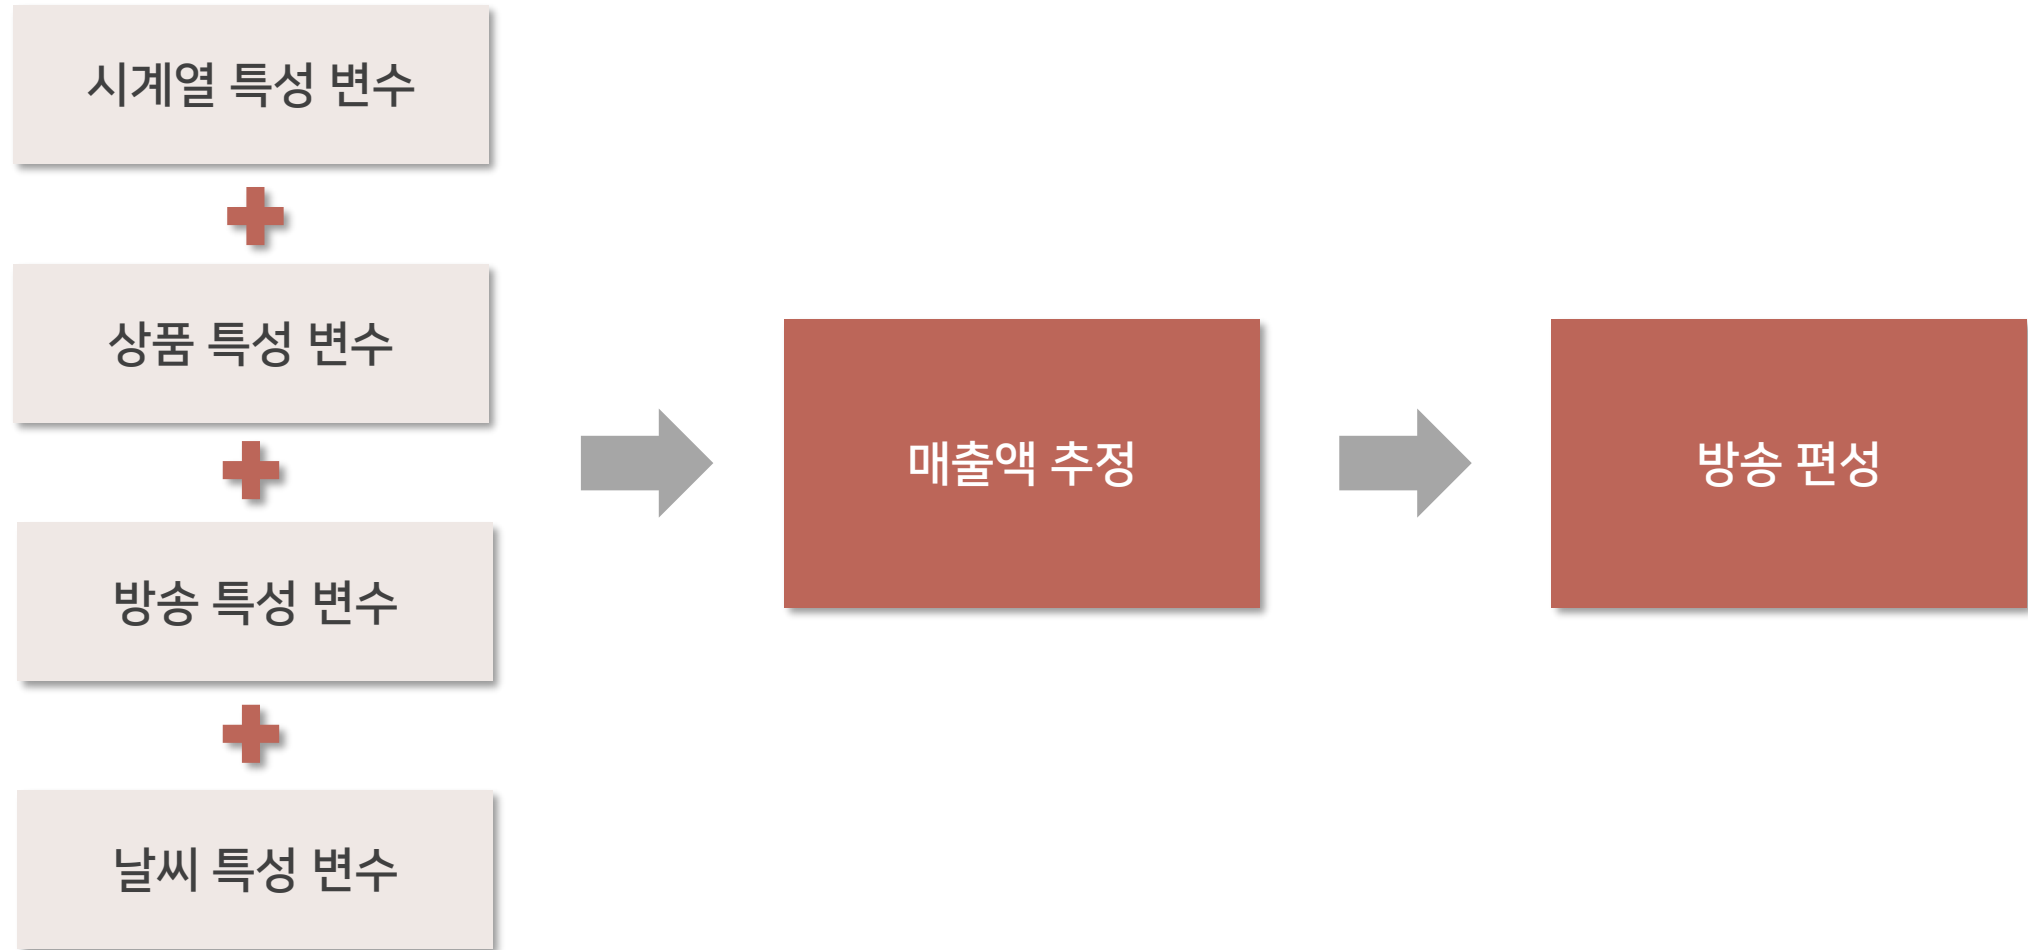 시계열 특성 변수
상품 특성 변수
방송 특성 변수
날씨 특성 변수
매출액 추정
방송 편성